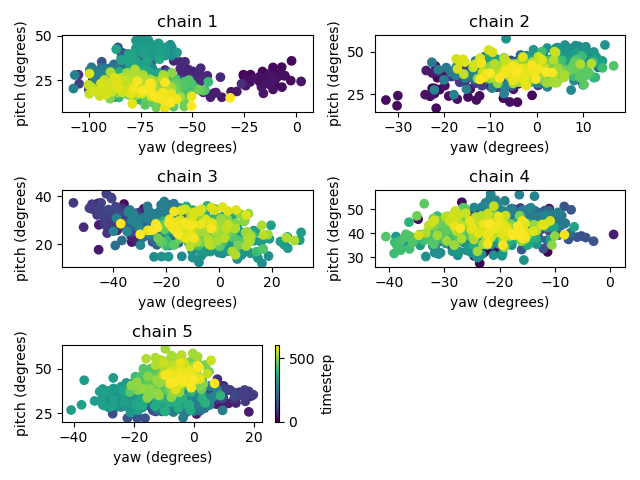 chain 1
pitch (degrees)
50
25
−100 −75 −50 −25 0
yaw (degrees)
chain 2
pitch (degrees)
50
25
−30 −20 −10 0 10
yaw (degrees)
chain 3
pitch (degrees)
40
20
−40 −20 0 20
yaw (degrees)
chain 4
pitch (degrees)
50
40
30
−40 −30 −20 −10 0
yaw (degrees)
chain 5
pitch (degrees)
50
25
−40 −20 0 20
yaw (degrees)
500
0
timestep